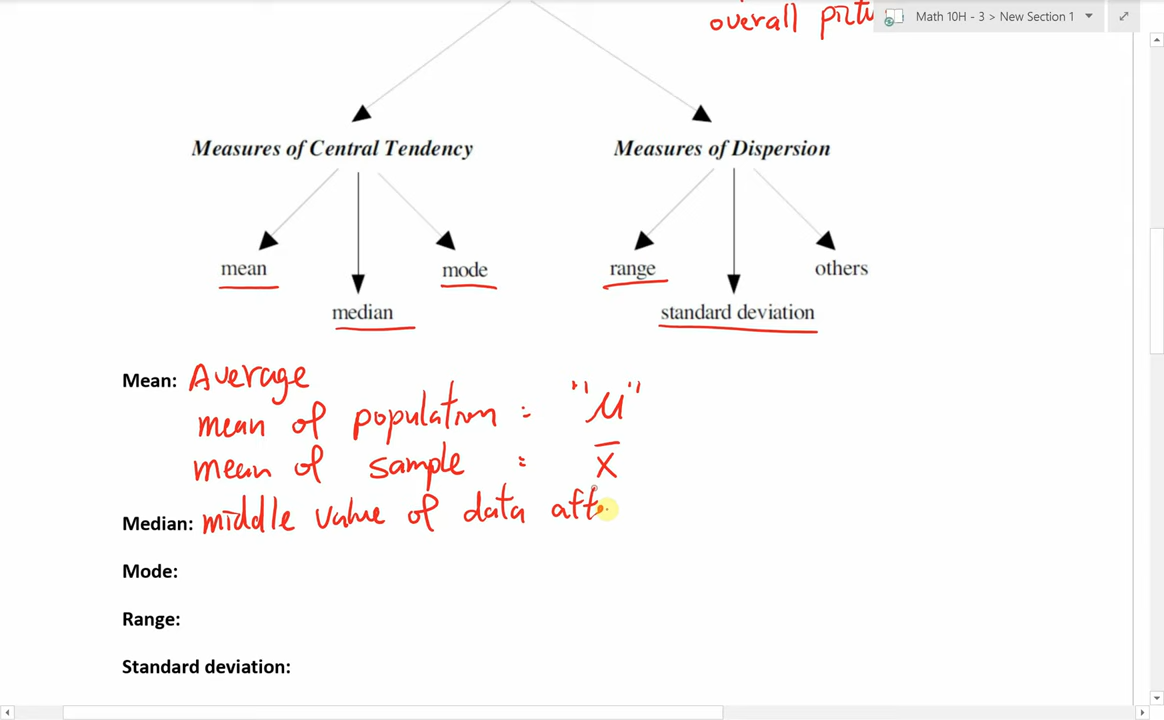 overall pictu
Math 10H - 3 > New Section 1
Measures of Central Tendency Measures of Dispersion
mean mode range others
median standard deviation
Mean: Average
mean of population : "μ"
mean of sample : x̄
Median: middle value of data aft
Mode:
Range:
Standard deviation: